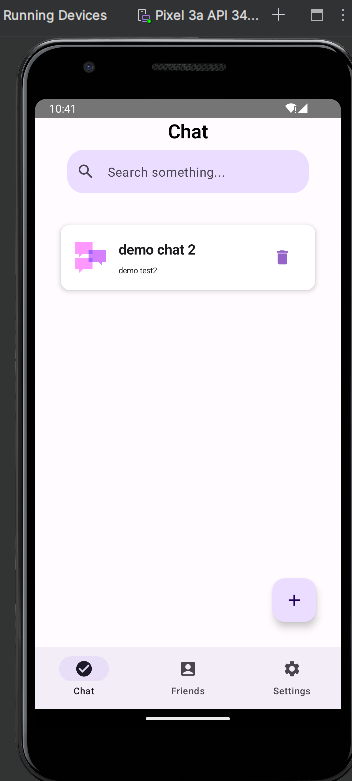 Running Devices
Pixel 3a API 34...
10:41
Chat
Search something...
demo chat 2
demo test2
Chat
Friends
Settings